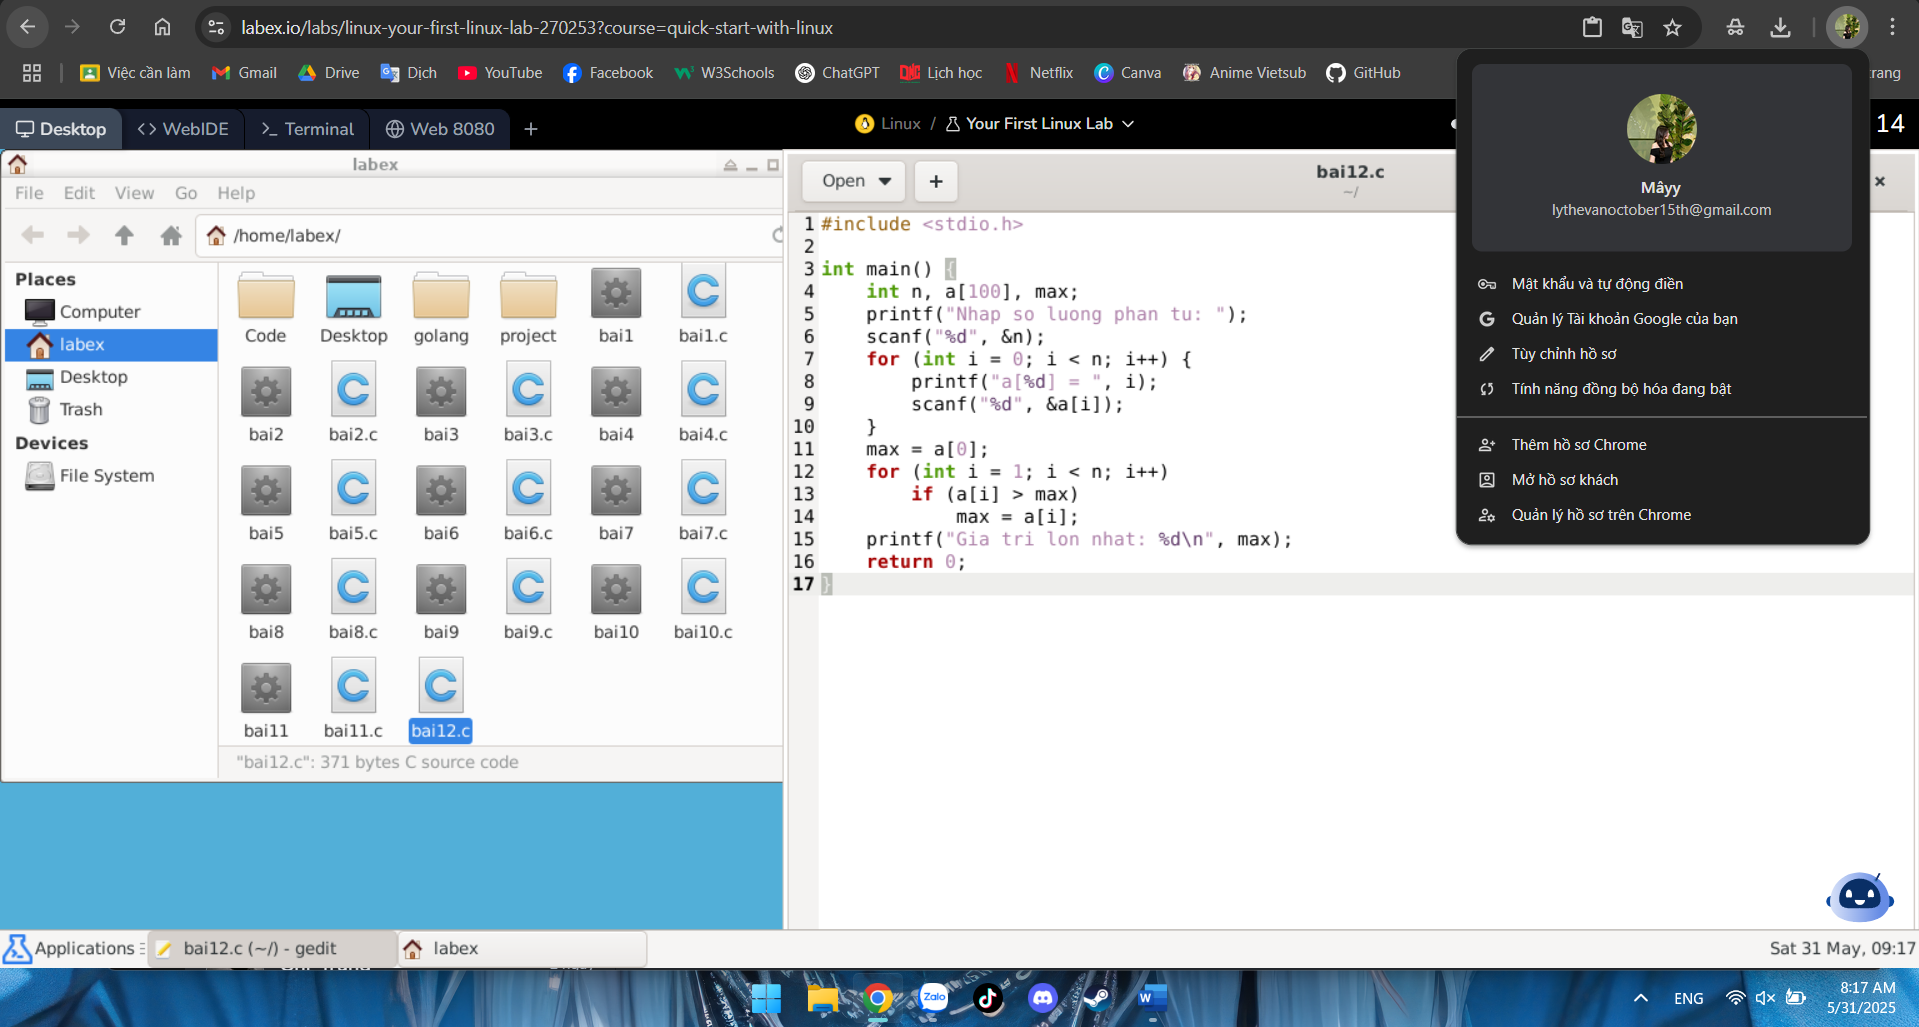 labex.io/labs/linux-your-first-linux-lab-270253?course=quick-start-with-linux
Việc cần làm
Gmail
Drive
Dịch
YouTube
Facebook
W3Schools
ChatGPT
Lịch học
Netflix
Canva
Anime Vietsub
GitHub
trang
Desktop
WebIDE
Terminal
Web 8080
Linux / Your First Linux Lab
14
labex
File Edit View Go Help
/home/labex/
Places
Computer
labex
Desktop
Trash
Devices
File System
Code Desktop golang project bai1 bai1.c
bai2 bai2.c bai3 bai3.c bai4 bai4.c
bai5 bai5.c bai6 bai6.c bai7 bai7.c
bai8 bai8.c bai9 bai9.c bai10 bai10.c
bai11 bai11.c bai12.c
"bai12.c": 371 bytes C source code
Open
bai12.c
~/
1 #include <stdio.h>
2
3 int main() {
4     int n, a[100], max;
5     printf("Nhap so luong phan tu: ");
6     scanf("%d", &n);
7     for (int i = 0; i < n; i++) {
8         printf("a[%d] = ", i);
9         scanf("%d", &a[i]);
10     }
11     max = a[0];
12     for (int i = 1; i < n; i++)
13         if (a[i] > max)
14             max = a[i];
15     printf("Gia tri lon nhat: %d\n", max);
16     return 0;
17 }
Mâyy
lythevanoctober15th@gmail.com
Mật khẩu và tự động điền
Quản lý Tài khoản Google của bạn
Tùy chỉnh hồ sơ
Tính năng đồng bộ hóa đang bật
Thêm hồ sơ Chrome
Mở hồ sơ khách
Quản lý hồ sơ trên Chrome
Applications
bai12.c (~/) - gedit
labex
Sat 31 May, 09:17
Zalo
ENG
8:17 AM
5/31/2025